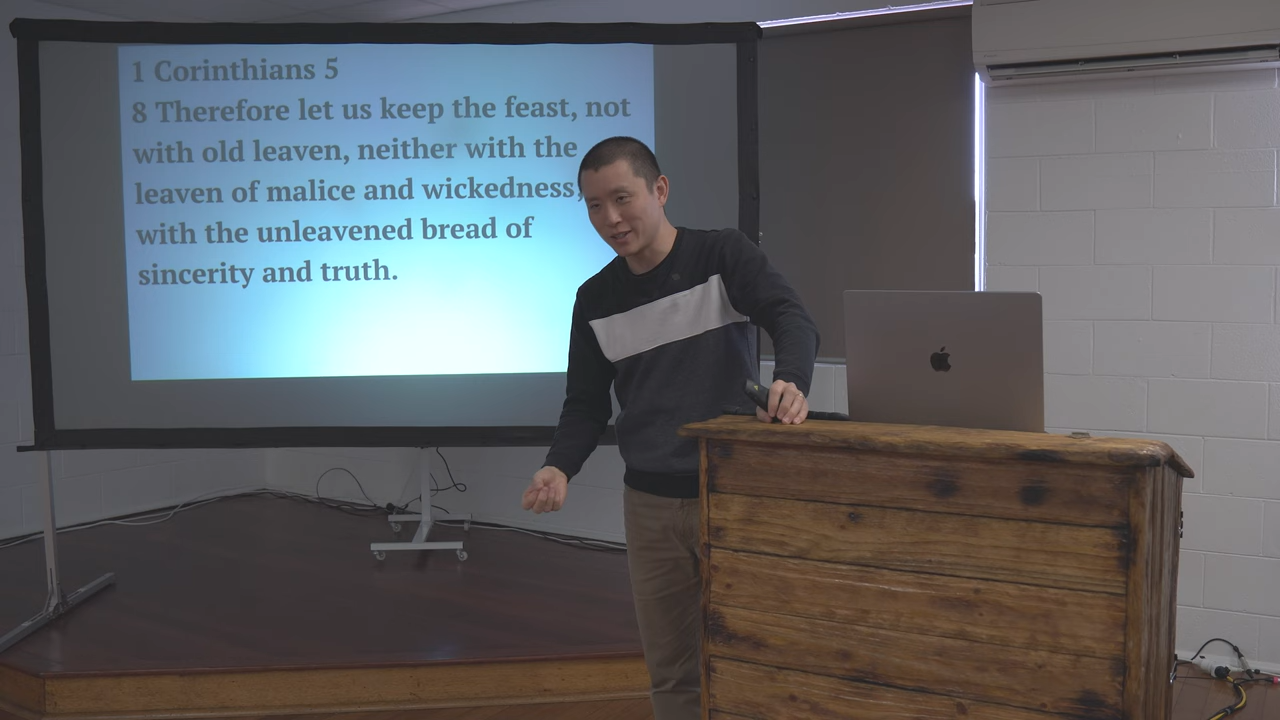 1 Corinthians 5
8 Therefore let us keep the feast, not
with old leaven, neither with the
leaven of malice and wickedness,
with the unleavened bread of
sincerity and truth.